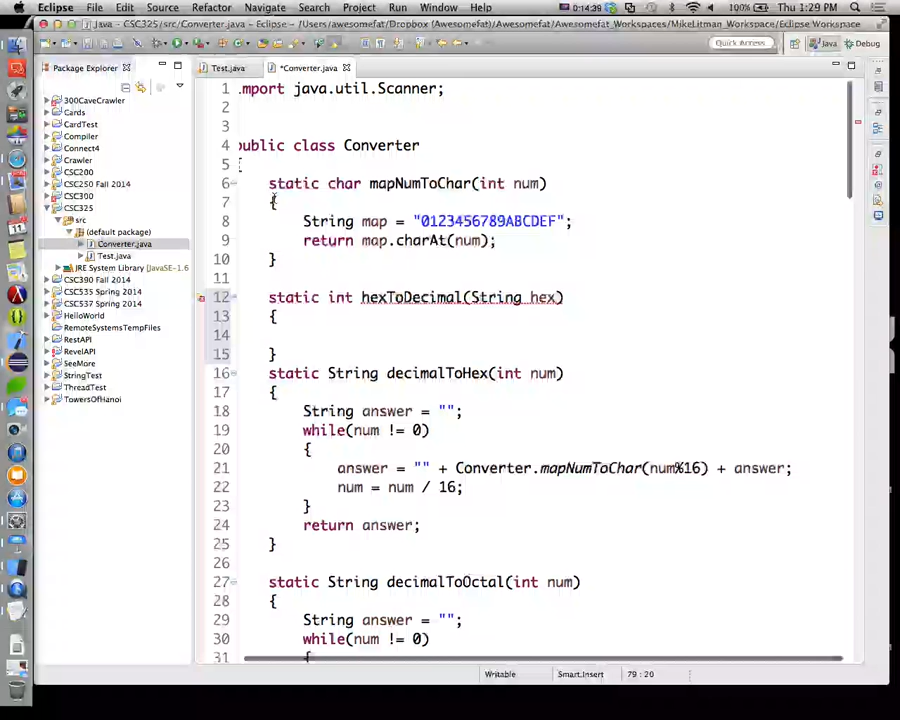 Eclipse File Edit Source Refactor Navigate Search Project Run Window Help 0:14:39 100% Thu 1:29 PM
Java - CSC325/src/Converter.java - Eclipse - /Users/awesomefat/Dropbox (Awesomefat)/Awesomefat_Workspaces/MikeLitman_Workspace/Eclipse Workspace
Quick Access Java Debug
Package Explorer
Test.java *Converter.java
300CaveCrawler
Cards
CardTest
Compiler
Connect4
Crawler
CSC200
CSC250 Fall 2014
CSC300
CSC325
src
(default package)
Converter.java
Test.java
JRE System Library [JavaSE-1.6
CSC390 Fall 2014
CSC535 Spring 2014
CSC537 Spring 2014
HelloWorld
RemoteSystemsTempFiles
RestAPI
RevelAPI
SeeMore
StringTest
ThreadTest
TowersOfHanoi
1 import java.util.Scanner;
2
3
4 public class Converter
5 {
6 static char mapNumToChar(int num)
7 {
8 String map = "0123456789ABCDEF";
9 return map.charAt(num);
10 }
11
12 static int hexToDecimal(String hex)
13 {
14
15 }
16 static String decimalToHex(int num)
17 {
18 String answer = "";
19 while(num != 0)
20 {
21 answer = "" + Converter.mapNumToChar(num%16) + answer;
22 num = num / 16;
23 }
24 return answer;
25 }
26
27 static String decimalToOctal(int num)
28 {
29 String answer = "";
30 while(num != 0)
31 {
Writable Smart Insert 79 : 20